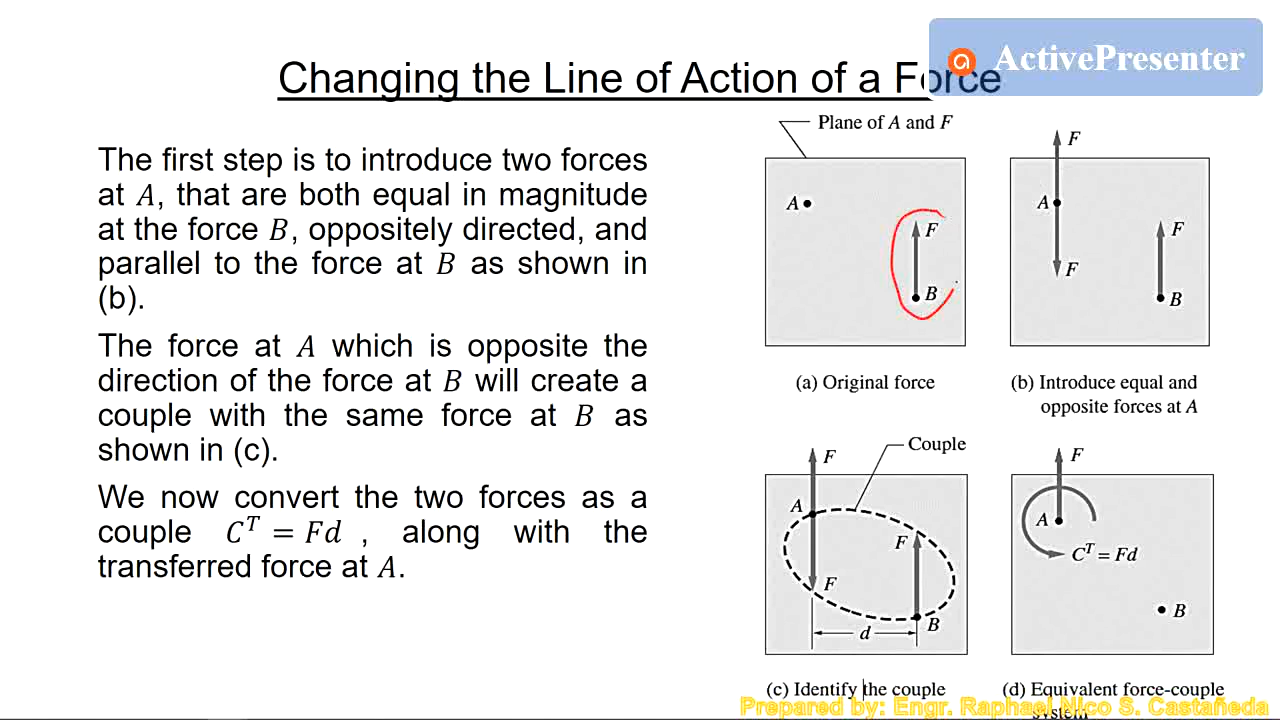 ActivePresenter
Changing the Line of Action of a Force
The first step is to introduce two forces
at A, that are both equal in magnitude
at the force B, oppositely directed, and
parallel to the force at B as shown in
(b).
The force at A which is opposite the
direction of the force at B will create a
couple with the same force at B as
shown in (c).
We now convert the two forces as a
couple C^T = Fd , along with the
transferred force at A.
Plane of A and F
A
F
B
(a) Original force
F
A
F
F
B
(b) Introduce equal and
opposite forces at A
Couple
F
A
F
F
B
d
(c) Identify the couple
F
A
C^T = Fd
B
(d) Equivalent force-couple
system
Prepared by: Engr. Raphael Nico S. Castañeda